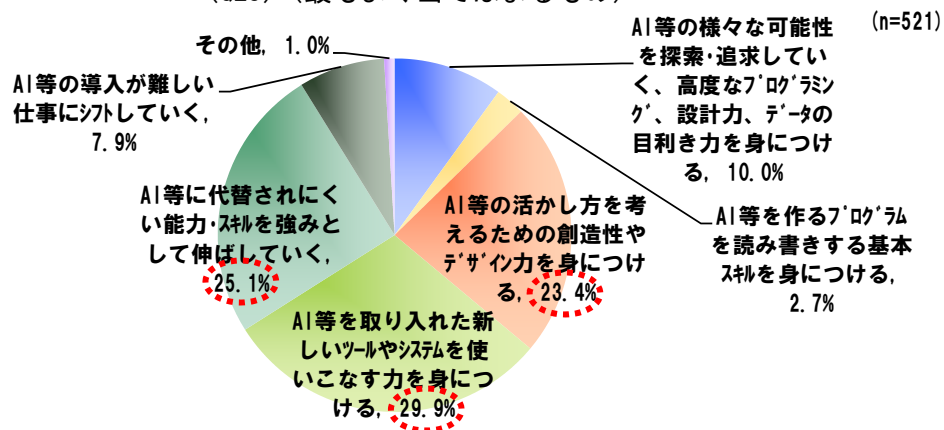 (n=521)
その他, 1.0%
AI等の導入が難しい
仕事にｼﾌﾄしていく,
7.9%
AI等に代替されにく
い能力･ｽｷﾙを強みと
して伸ばしていく,
25.1%
AI等を取り入れた新
しいﾂｰﾙやｼｽﾃﾑを使
いこなす力を身につ
ける, 29.9%
AI等の活かし方を考
えるための創造性や
ﾃﾞｻﾞｲﾝ力を身につけ
る, 23.4%
AI等を作るﾌﾟﾛｸﾞﾗﾑ
を読み書きする基本
ｽｷﾙを身につける,
2.7%
AI等の様々な可能性
を探索･追求してい
く、高度なﾌﾟﾛｸﾞﾗﾐﾝ
ｸﾞ、設計力、ﾃﾞｰﾀの
目利き力を身につけ
る, 10.0%